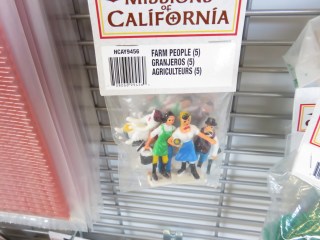 MISSIONS
OF
CALIFORNIA
NCAY9456
FARM PEOPLE (5)
GRANJEROS (5)
AGRICULTEURS (5)